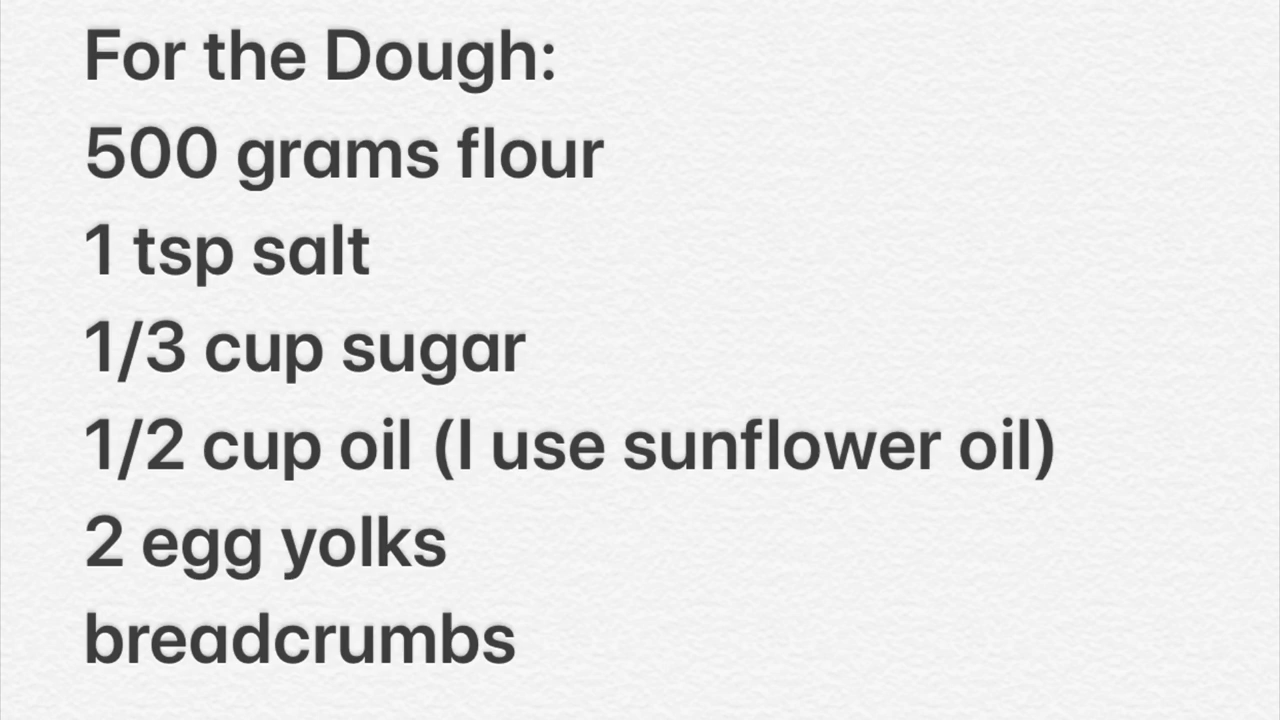 For the Dough:
500 grams flour
1 tsp salt
1/3 cup sugar
1/2 cup oil (I use sunflower oil)
2 egg yolks
breadcrumbs